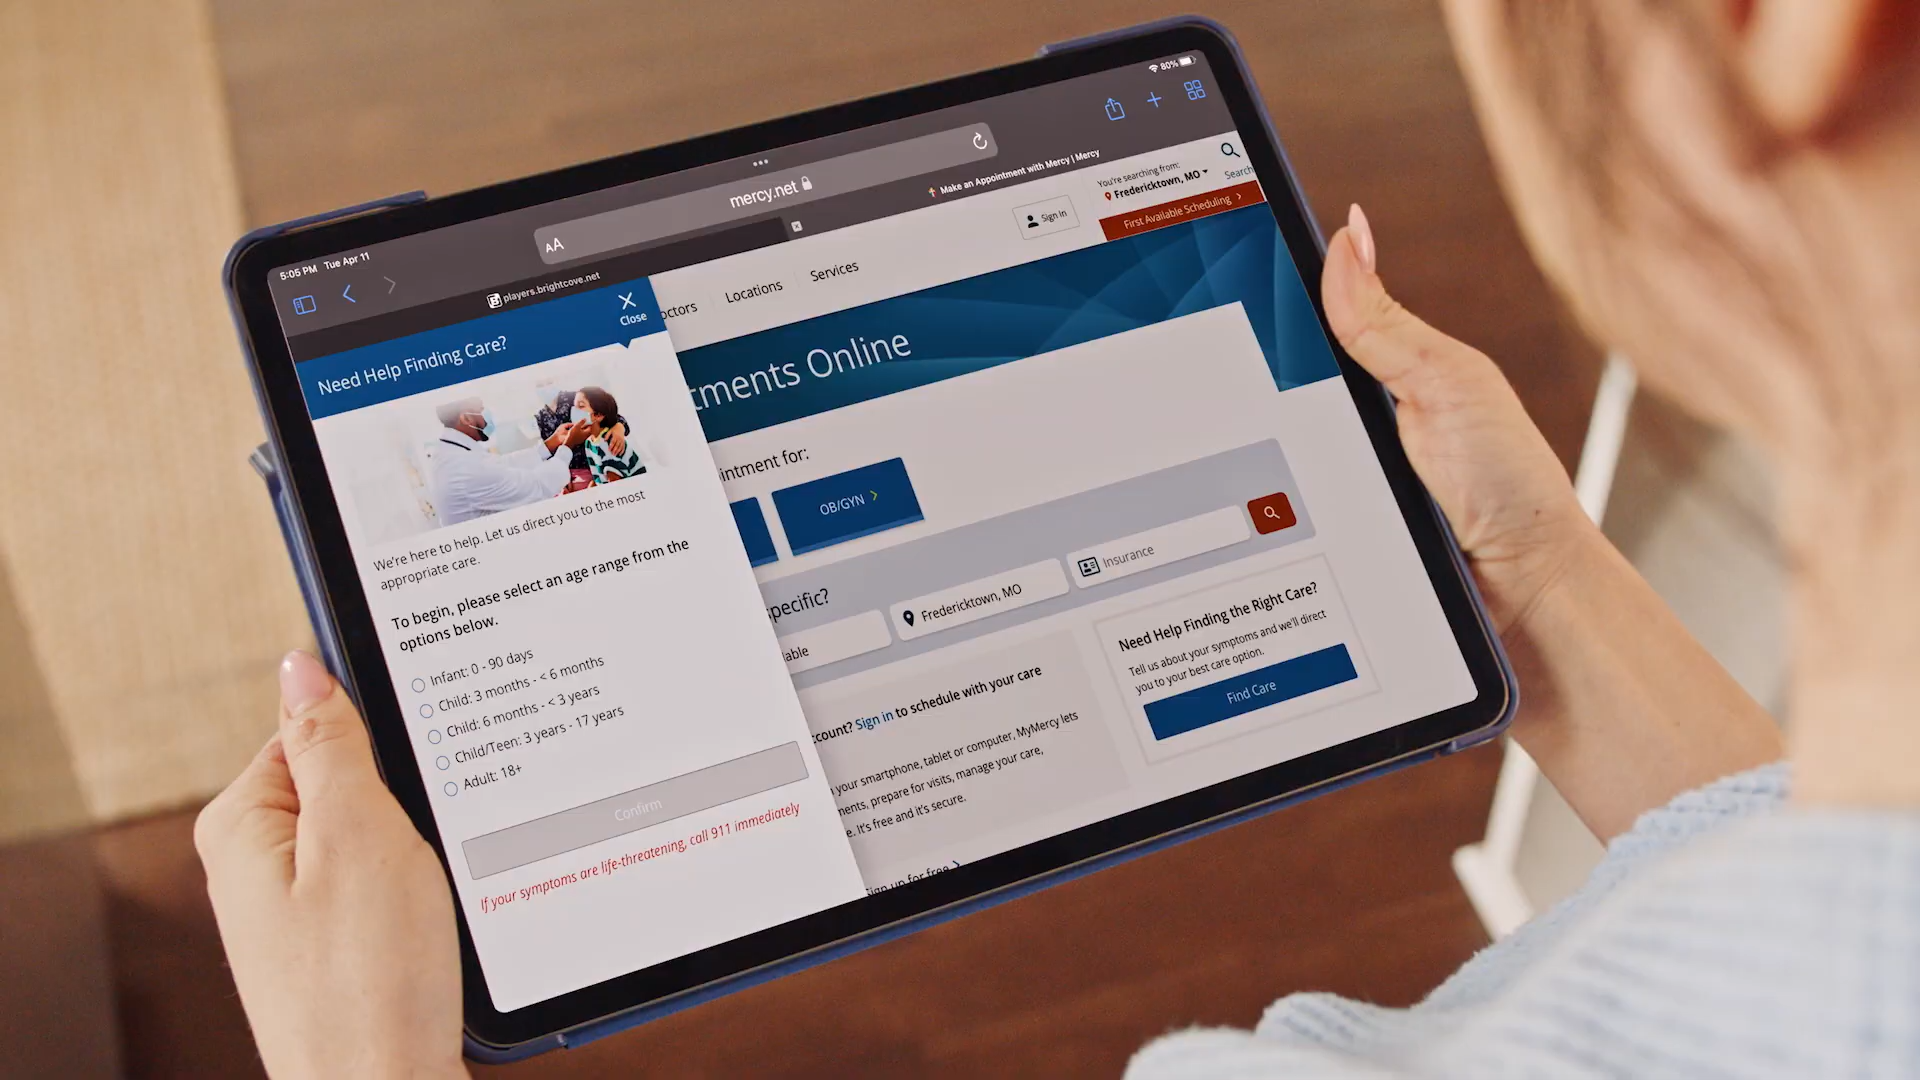 5:05 PM Tue Apr 11
80%
AA
mercy.net
players.brightcove.net
Make an Appointment with Mercy | Mercy
Need Help Finding Care?
Close
We're here to help. Let us direct you to the most
appropriate care.
To begin, please select an age range from the
options below.
Infant: 0 - 90 days
Child: 3 months - < 6 months
Child: 6 months - < 3 years
Child/Teen: 3 years - 17 years
Adult: 18+
Confirm
If your symptoms are life-threatening, call 911 immediately
Sign In
You're searching from:
Fredericktown, MO
Search
First Available Scheduling
octors
Locations
Services
tments Online
intment for:
OB/GYN
pecific?
lable
Fredericktown, MO
Insurance
count? Sign in to schedule with your care
your smartphone, tablet or computer, MyMercy lets
ments, prepare for visits, manage your care,
e. It's free and it's secure.
Sign up for free
Need Help Finding the Right Care?
Tell us about your symptoms and we'll direct
you to your best care option.
Find Care